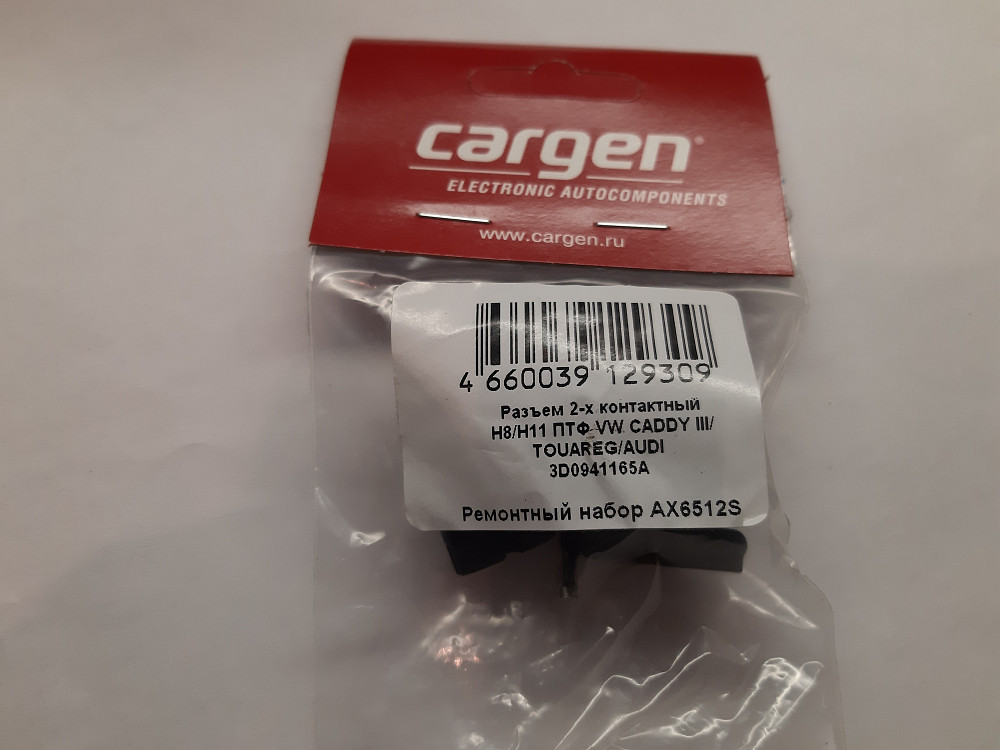 cargen
ELECTRONIC AUTOCOMPONENTS
www.cargen.ru
4 660039 129309
Разъем 2-х контактный
H8/H11 ПТФ VW CADDY III/
TOUAREG/AUDI
3D0941165A
Ремонтный набор AX6512S